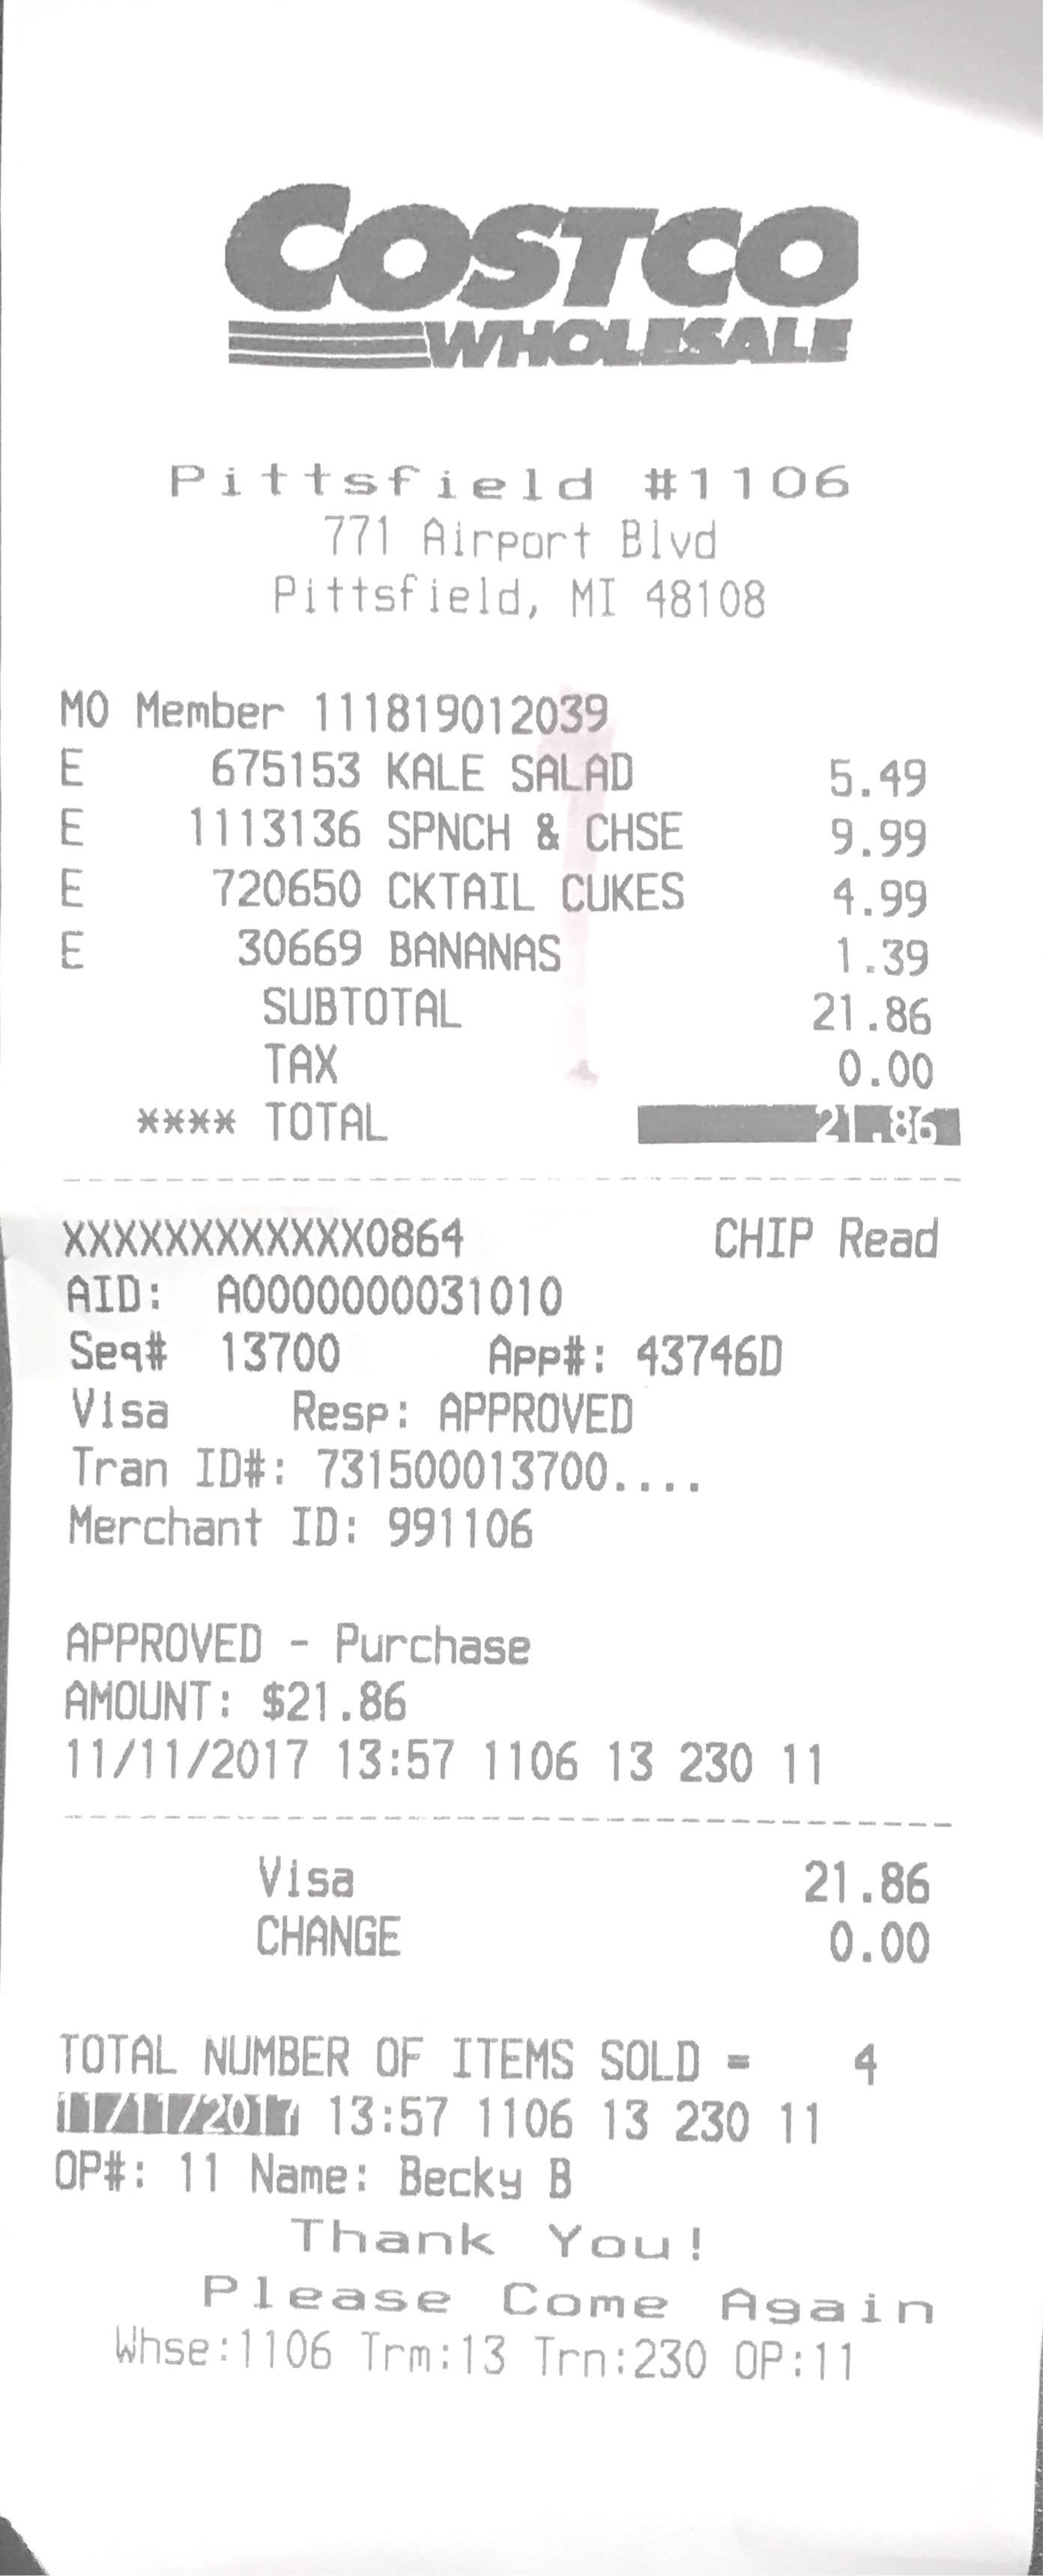 COSTCO
WHOLESALE
Pittsfield #1106
771 Airport Blvd
Pittsfield, MI 48108
MO Member 111819012039
E 675153 KALE SALAD 5.49
E 1113136 SPNCH & CHSE 9.99
E 720650 CKTAIL CUKES 4.99
E 30669 BANANAS 1.39
SUBTOTAL 21.86
TAX 0.00
**** TOTAL 21.86
XXXXXXXXXXXX0864 CHIP Read
AID: A0000000031010
Seq# 13700 App#: 43746D
Visa Resp: APPROVED
Tran ID#: 731500013700....
Merchant ID: 991106
APPROVED - Purchase
AMOUNT: $21.86
11/11/2017 13:57 1106 13 230 11
Visa 21.86
CHANGE 0.00
TOTAL NUMBER OF ITEMS SOLD = 4
11/11/2017 13:57 1106 13 230 11
OP#: 11 Name: Becky B
Thank You!
Please Come Again
Whse:1106 Trm:13 Trn:230 OP:11